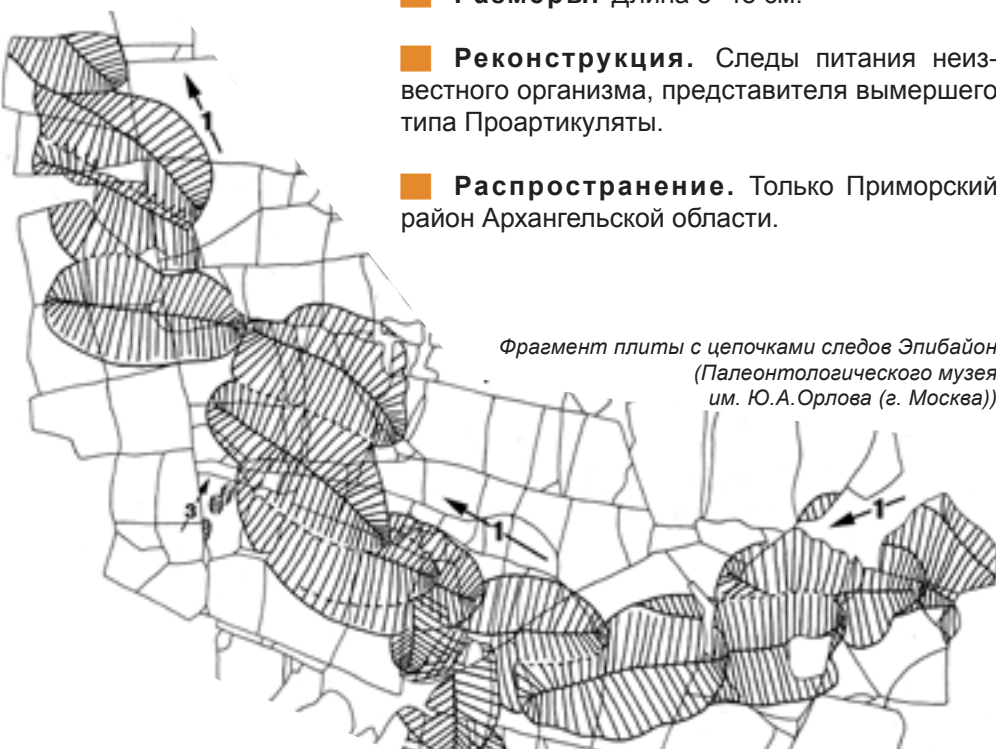 Размеры. Длина 3–45 см.
Реконструкция. Следы питания неиз-
вестного организма, представителя вымершего
типа Проартикуляты.
Распространение. Только Приморский
район Архангельской области.
Фрагмент плиты с цепочками следов Эпибайон
(Палеонтологического музея
им. Ю.А.Орлова (г. Москва))
1
3
1
1